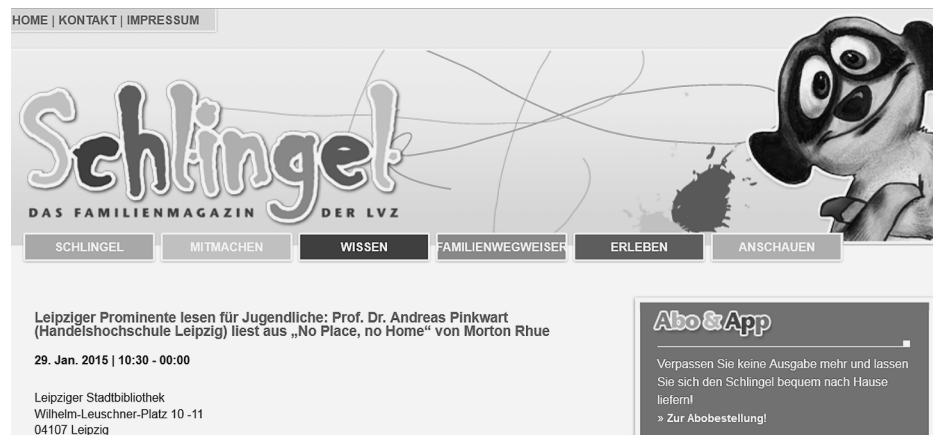 HOME | KONTAKT | IMPRESSUM
Schlingel
DAS FAMILIENMAGAZIN DER LVZ
SCHLINGEL MITMACHEN WISSEN FAMILIENWEGWEISER ERLEBEN ANSCHAUEN
Leipziger Prominente lesen für Jugendliche: Prof. Dr. Andreas Pinkwart
(Handelshochschule Leipzig) liest aus „No Place, no Home“ von Morton Rhue
29. Jan. 2015 | 10:30 - 00:00
Leipziger Stadtbibliothek
Wilhelm-Leuschner-Platz 10 -11
04107 Leipzig
Abo & App
Verpassen Sie keine Ausgabe mehr und lassen
Sie sich den Schlingel bequem nach Hause
liefern!
» Zur Abobestellung!